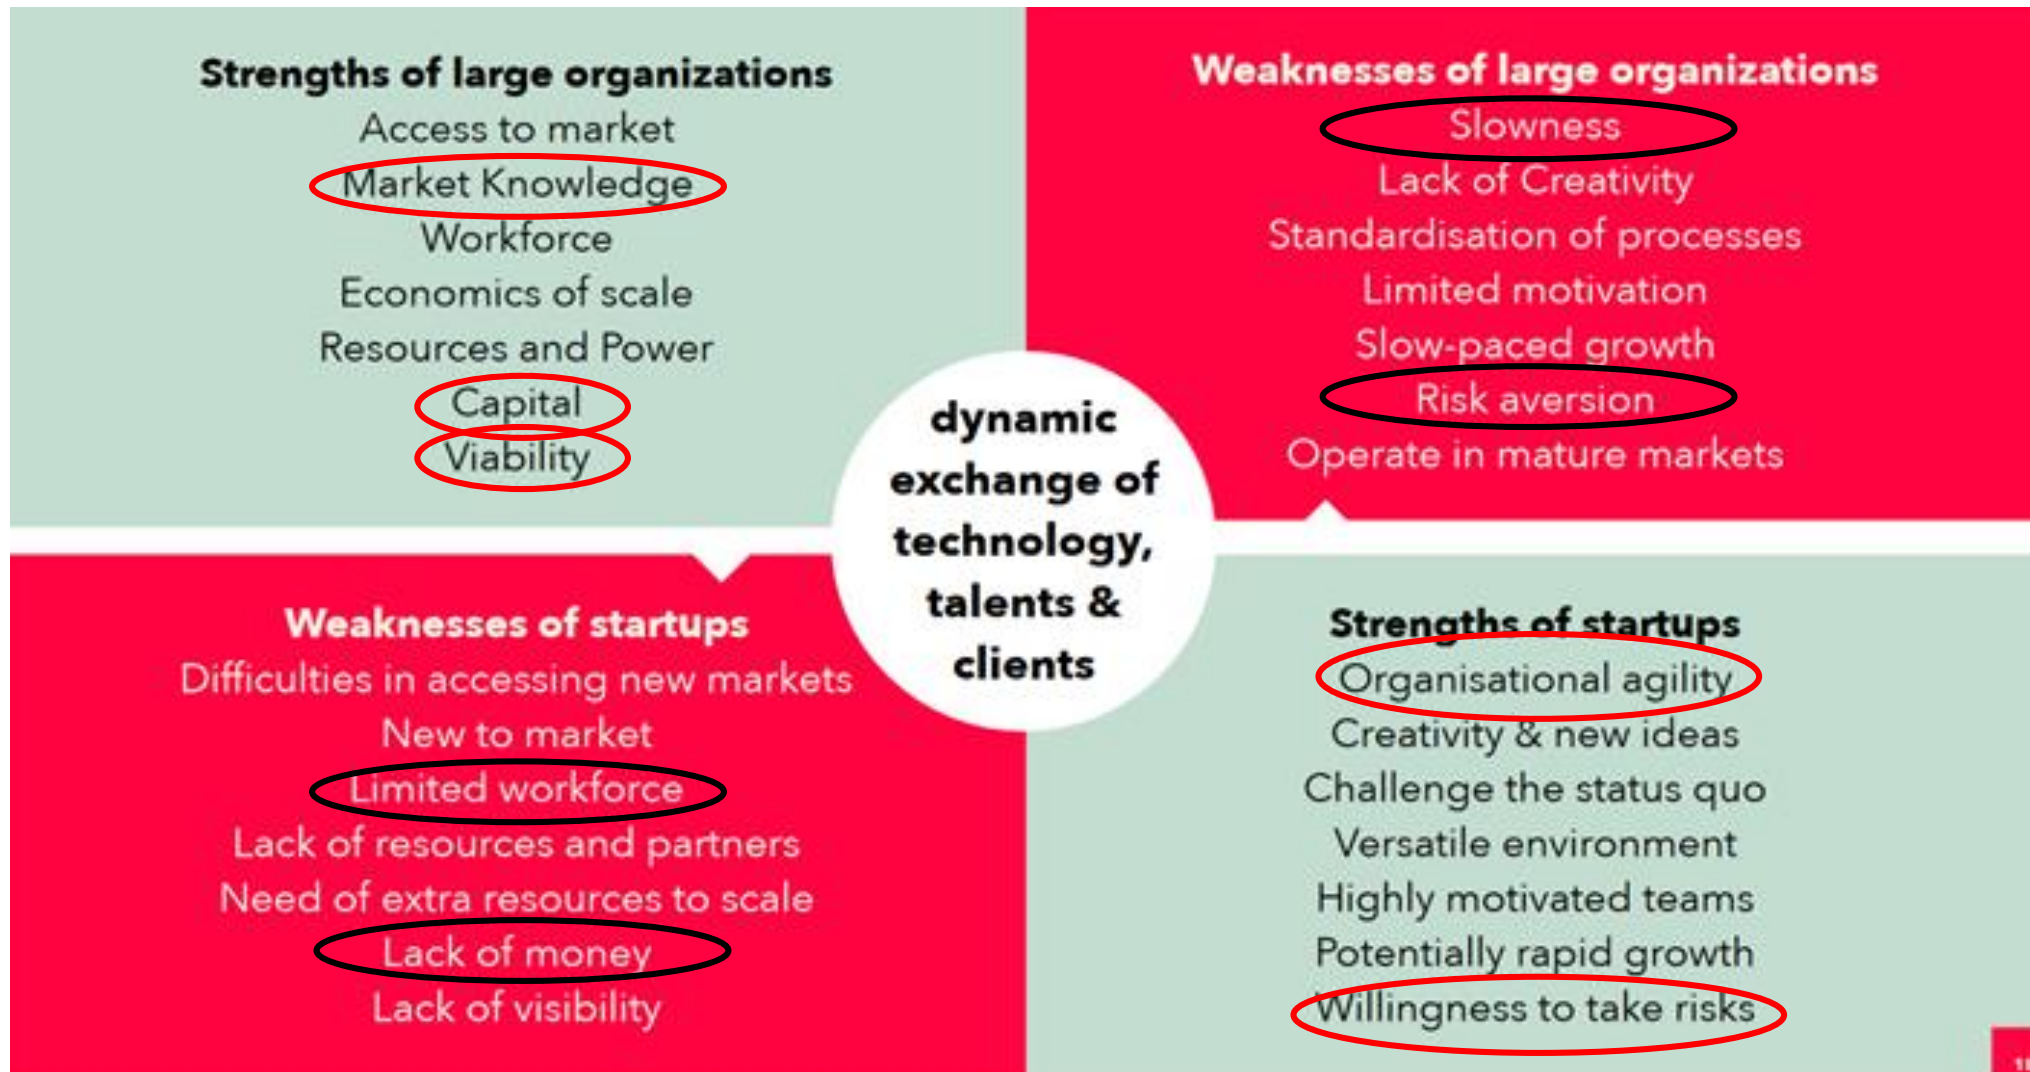 Strengths of large organizations
Access to market
Market Knowledge
Workforce
Economics of scale
Resources and Power
Capital
Viability
Weaknesses of large organizations
Slowness
Lack of Creativity
Standardisation of processes
Limited motivation
Slow-paced growth
Risk aversion
Operate in mature markets
dynamic
exchange of
technology,
talents &
clients
Weaknesses of startups
Difficulties in accessing new markets
New to market
Limited workforce
Lack of resources and partners
Need of extra resources to scale
Lack of money
Lack of visibility
Strengths of startups
Organisational agility
Creativity & new ideas
Challenge the status quo
Versatile environment
Highly motivated teams
Potentially rapid growth
Willingness to take risks